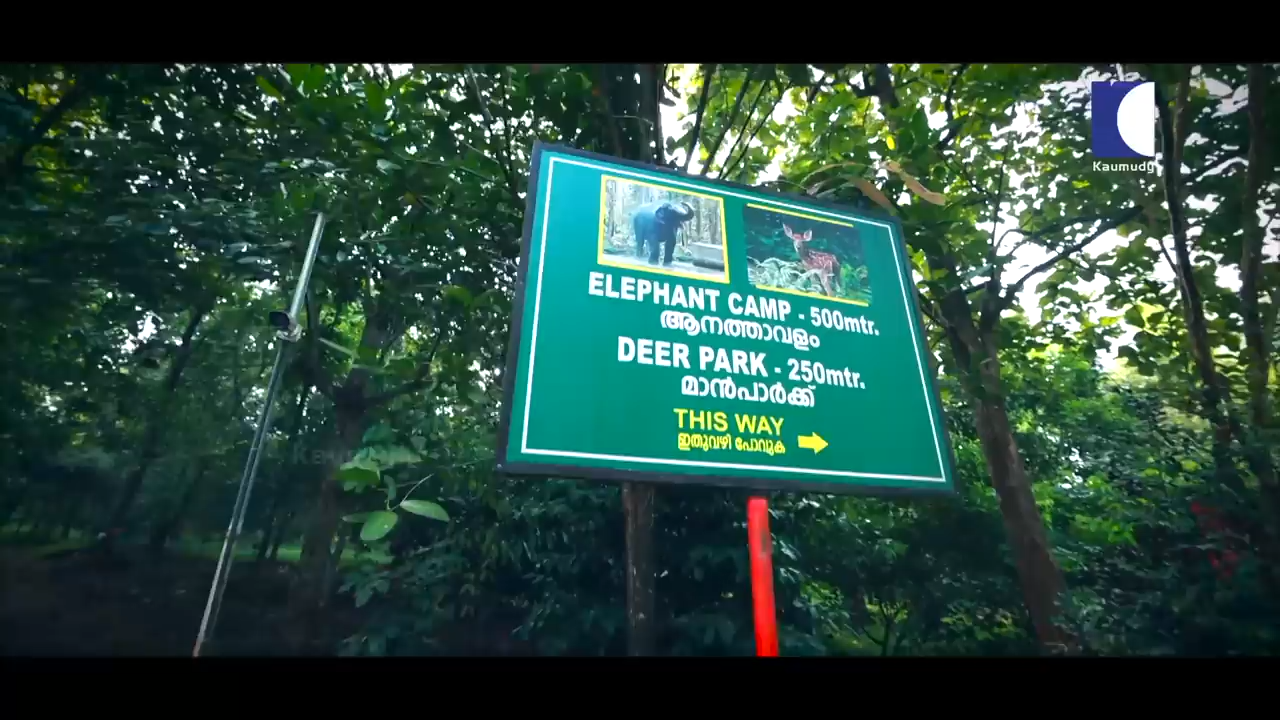 Kaumudy
ELEPHANT CAMP - 500mtr.
ആനത്താവളം
DEER PARK - 250mtr.
മാൻപാർക്ക്
THIS WAY
ഇതുവഴി പോവുക